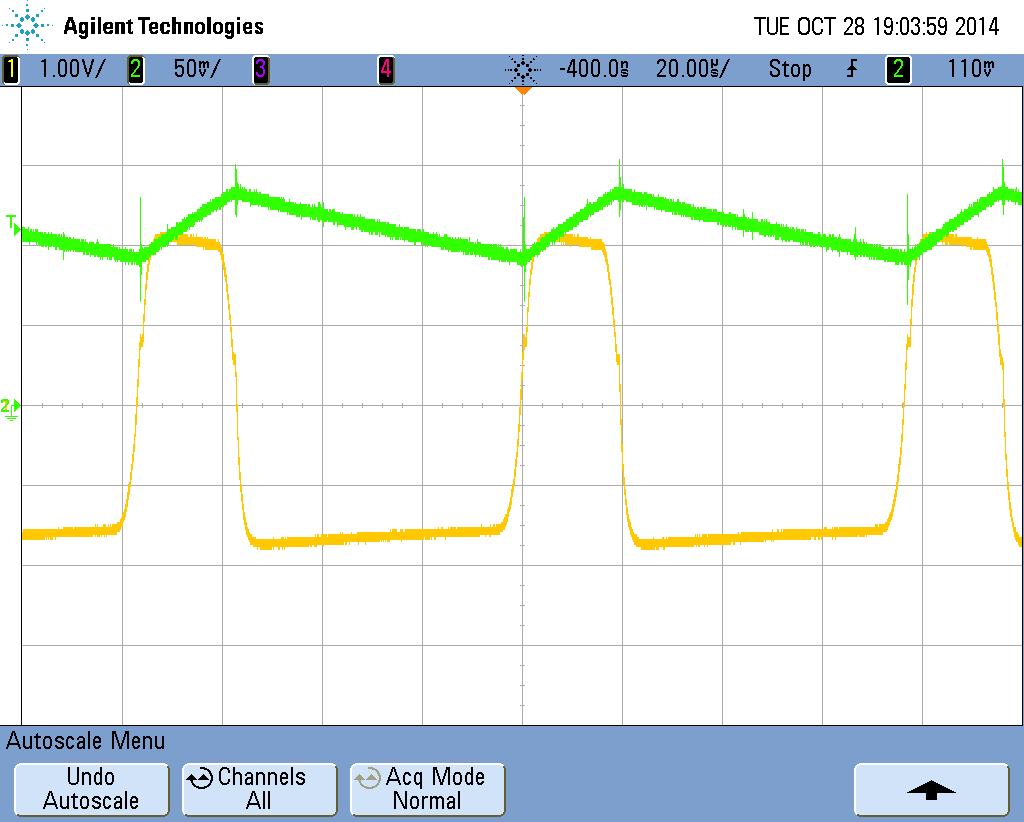 Agilent Technologies
TUE OCT 28 19:03:59 2014
1 1.00V/ 2 50mV/ 3 4 -400.0ns 20.00us/ Stop 2 110mV
T
2
Autoscale Menu
Undo
Autoscale
Channels
All
Acq Mode
Normal